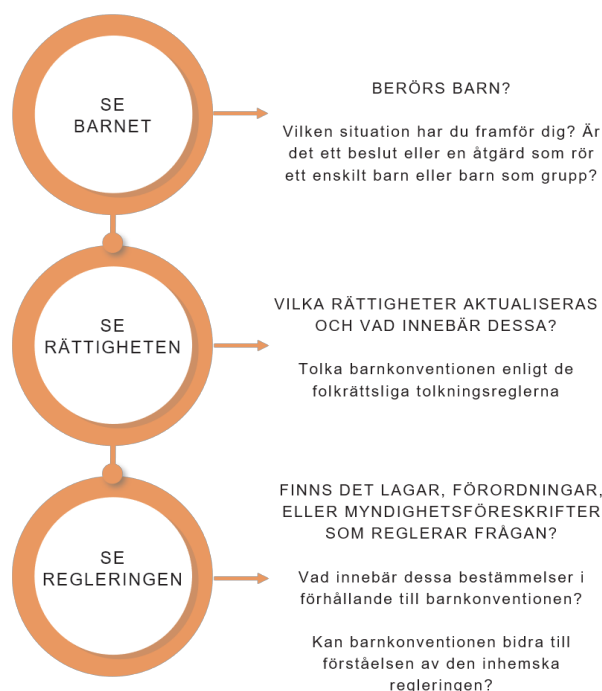 SE
BARNET
BERÖRS BARN?
Vilken situation har du framför dig? Är
det ett beslut eller en åtgärd som rör
ett enskilt barn eller barn som grupp?
SE
RÄTTIGHETEN
VILKA RÄTTIGHETER AKTUALISERAS
OCH VAD INNEBÄR DESSA?
Tolka barnkonventionen enligt de
folkrättsliga tolkningsreglerna
SE
REGLERINGEN
FINNS DET LAGAR, FÖRORDNINGAR,
ELLER MYNDIGHETSFÖRESKRIFTER
SOM REGLERAR FRÅGAN?
Vad innebär dessa bestämmelser i
förhållande till barnkonventionen?
Kan barnkonventionen bidra till
förståelsen av den inhemska
regleringen?